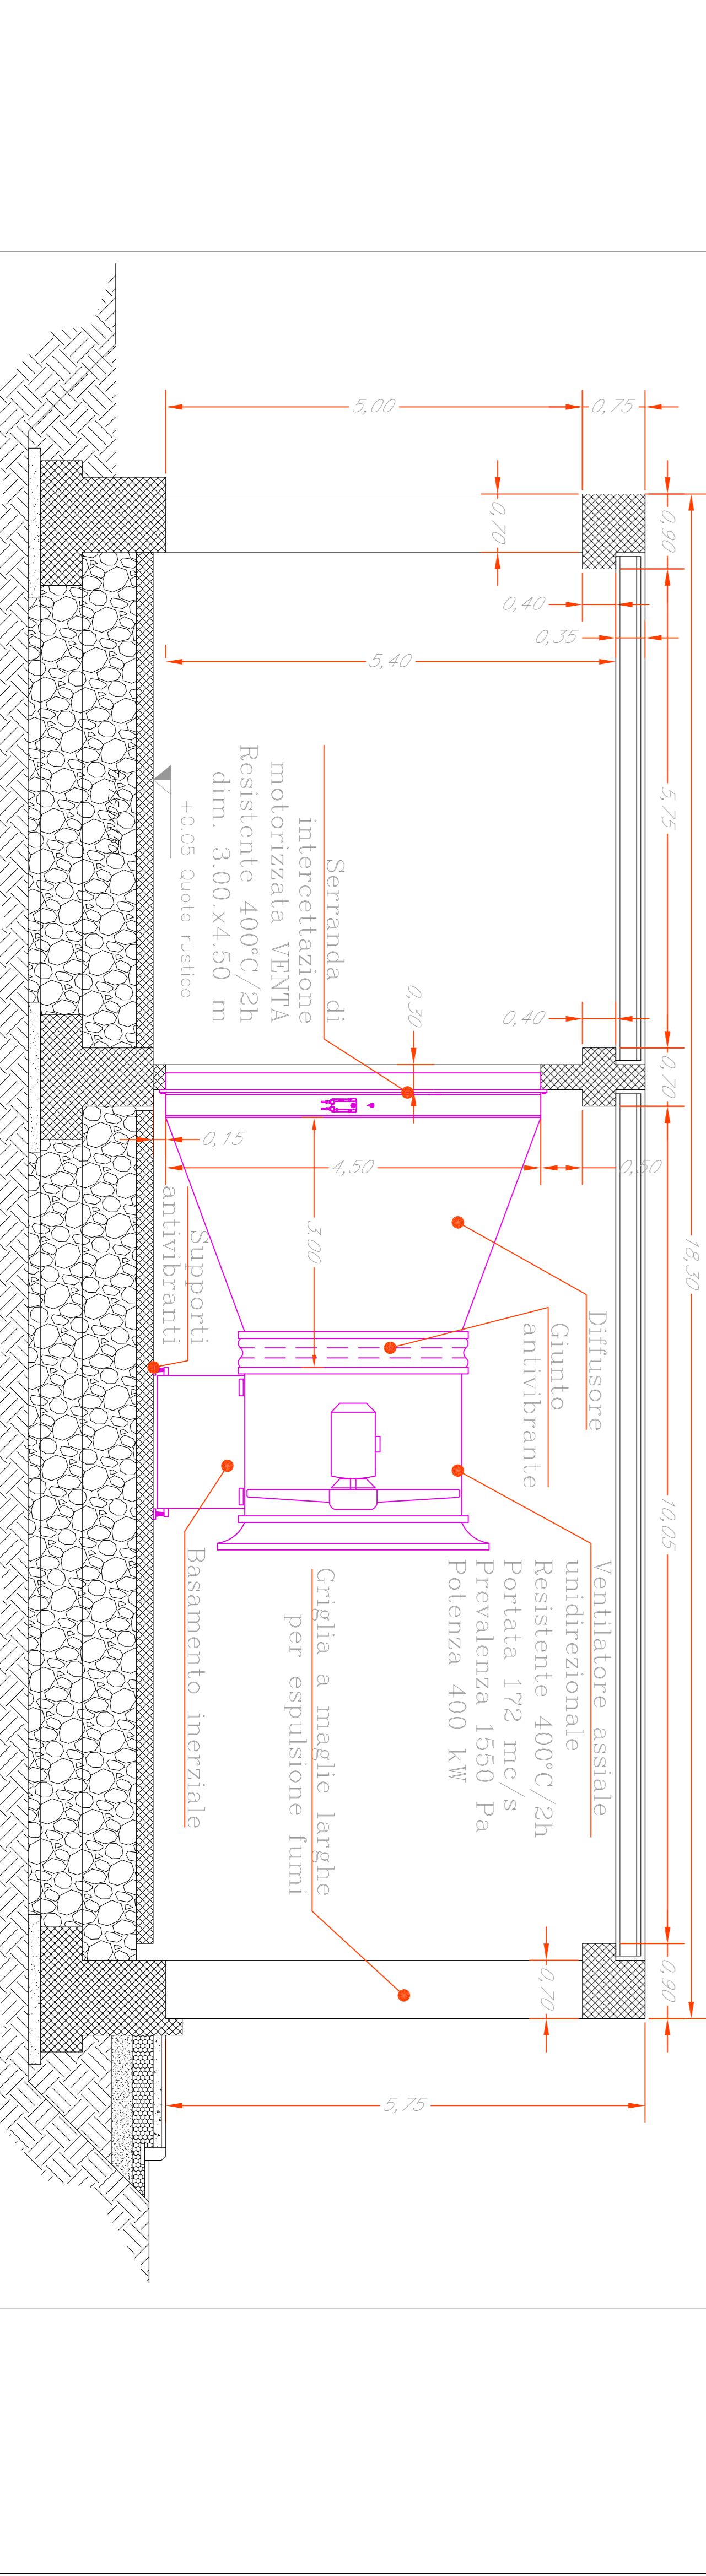 18,30
0,90
5,75
0,70
10,05
0,90
0,75
5,00
0,70
0,40
0,35
5,40
0,40
0,30
0,50
4,50
0,15
3.00
0,70
5,75
Serranda di
intercettazione
motorizzata VENTA
Resistente 400°C/2h
dim. 3.00.x4.50 m
+0.05 Quota rustico
Difusore
Giunto
antivibrante
Supporti
antivibranti
Ventilatore assiale
unidirezionale
Resistente 400°C/2h
Portata 172 mc/s
Prevalenza 1550 Pa
Potenza 400 kW
Griglia a maglie larghe
per espulsione fumi
Basamento inerziale